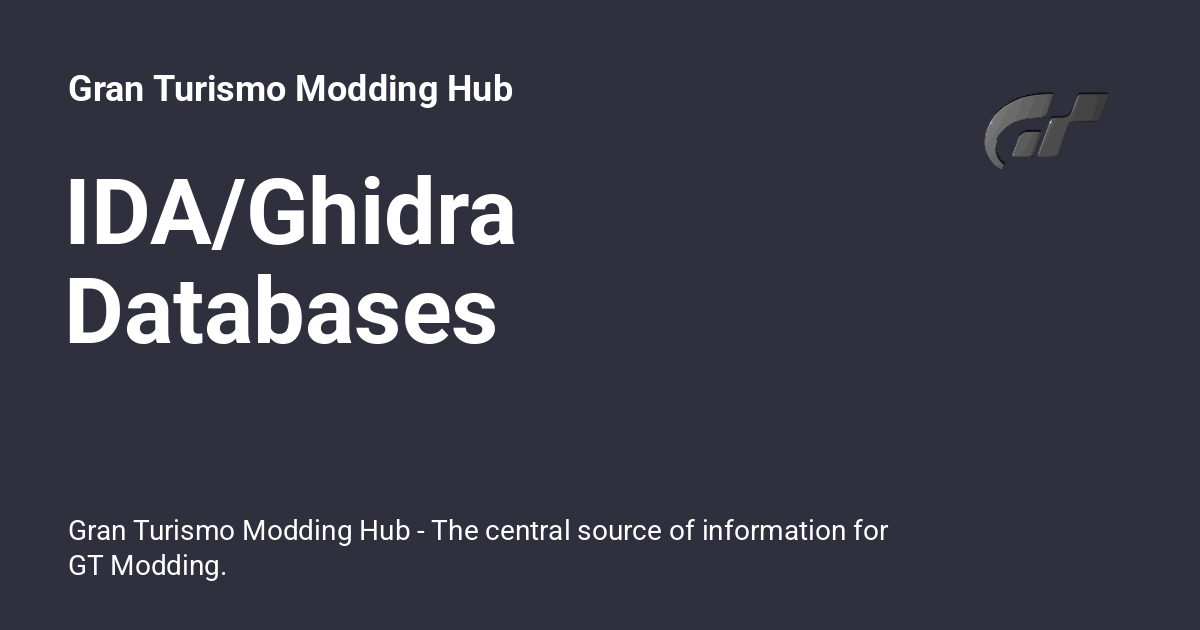 Gran Turismo Modding Hub
IDA/Ghidra
Databases
Gran Turismo Modding Hub - The central source of information for
GT Modding.